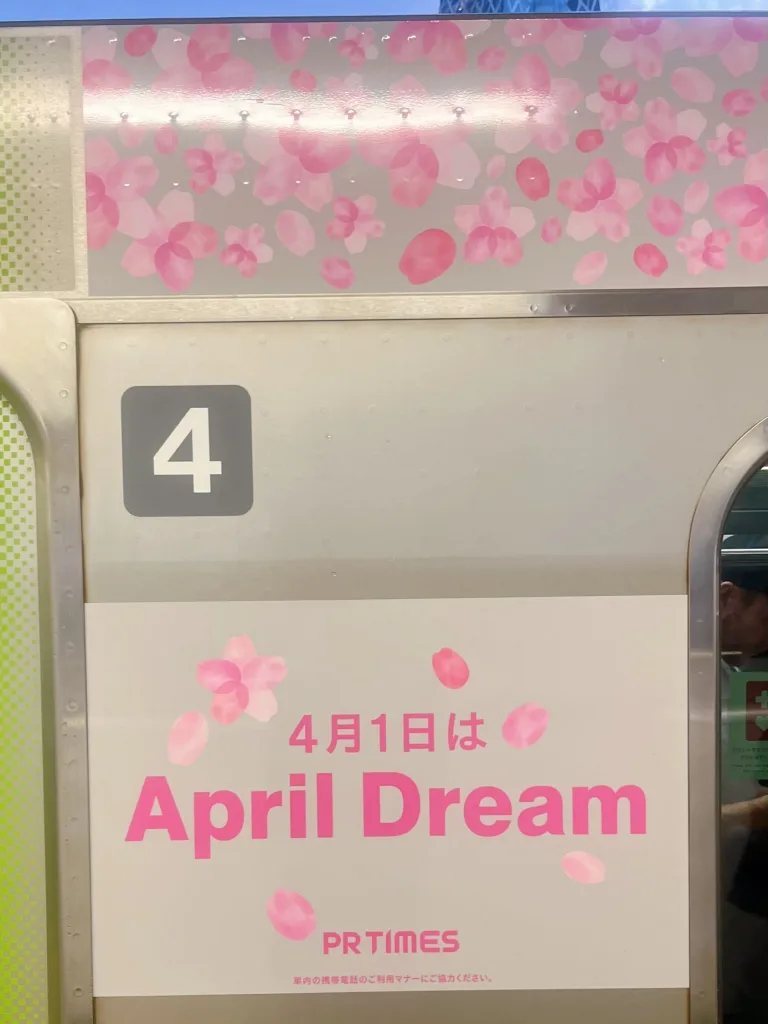 4
4月1日は
April Dream
PR TIMES
車内の携帯電話のご利用マナーにご協力ください。